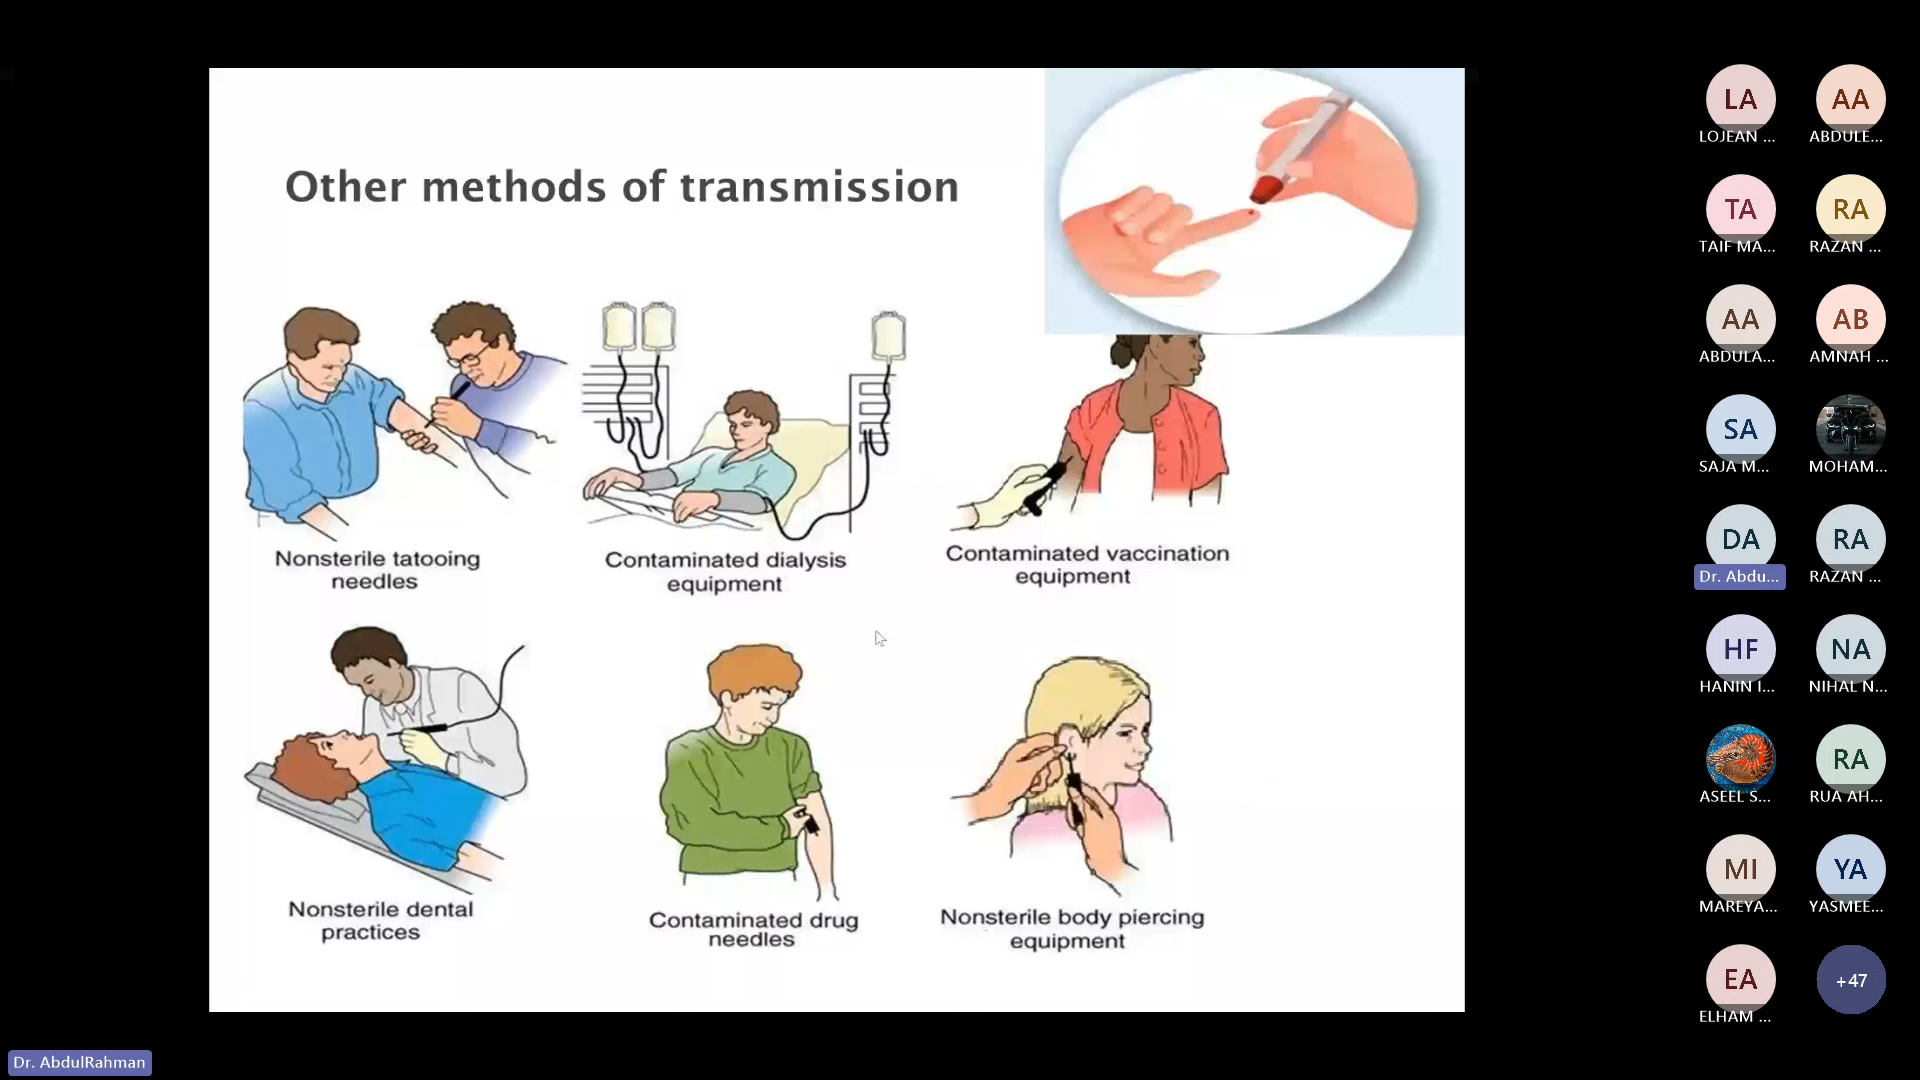 Other methods of transmission
Nonsterile tatooing
needles
Contaminated dialysis
equipment
Contaminated vaccination
equipment
Nonsterile dental
practices
Contaminated drug
needles
Nonsterile body piercing
equipment
LA
LOJEAN ...
AA
ABDULE...
TA
TAIF MA...
RA
RAZAN ...
AA
ABDULA...
AB
AMNAH ...
SA
SAJA M...
MOHAM...
DA
Dr. Abdu...
RA
RAZAN ...
HF
HANIN I...
NA
NIHAL N...
ASEEL S...
RA
RUA AH...
MI
MAREYA...
YA
YASMEE...
EA
ELHAM ...
+47
Dr. AbdulRahman